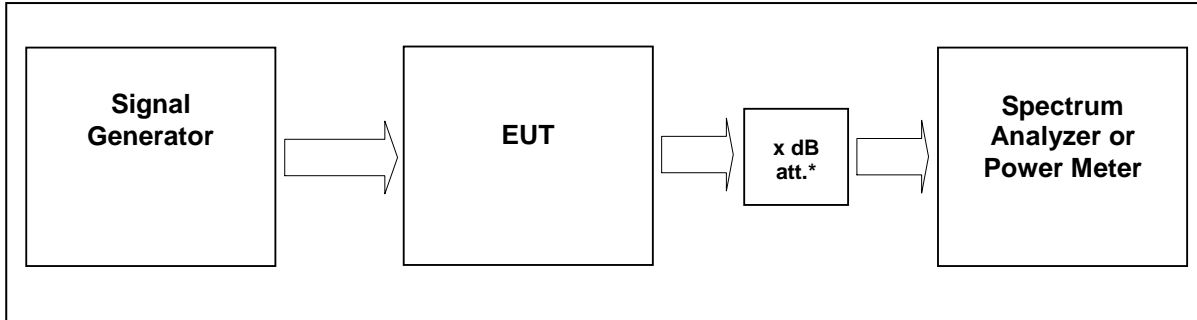 Signal
Generator
EUT
x dB
att.*
Spectrum
Analyzer or
Power Meter